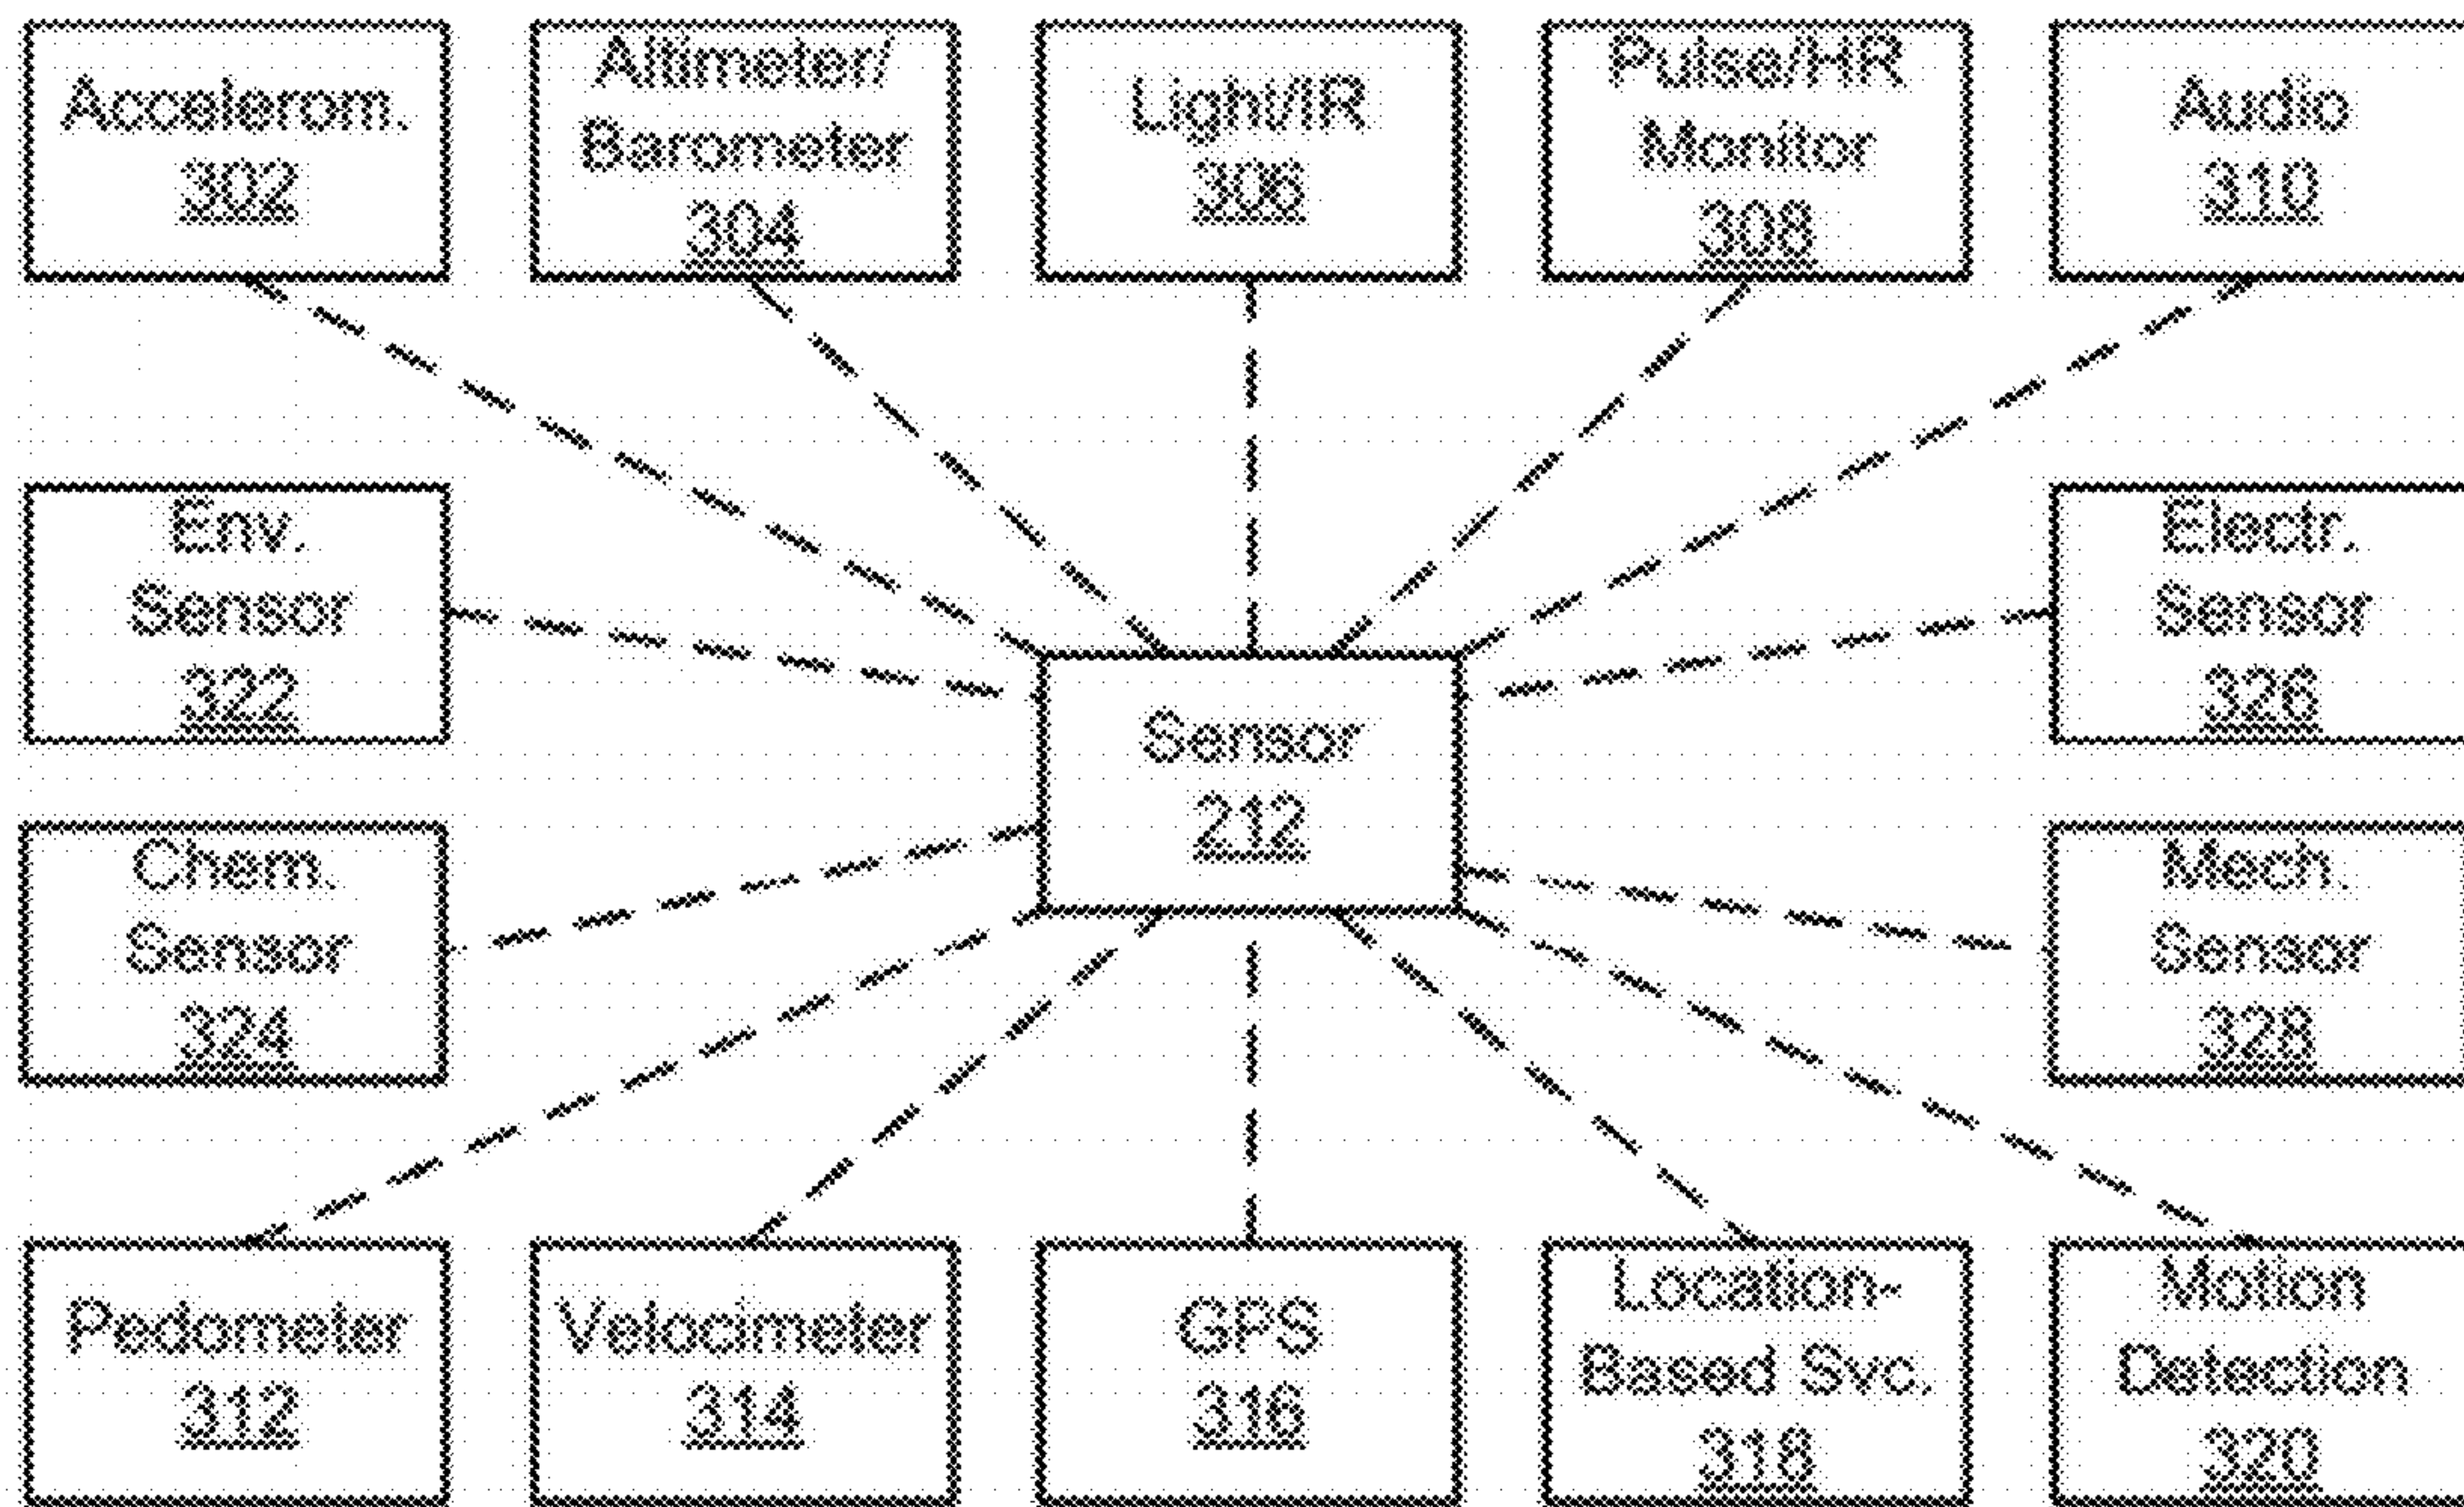 Accelerom.
302
Altimeter/
Barometer
304
Light/IR
306
Pulse/HR
Monitor
308
Audio
310
Env.
Sensor
322
Electr.
Sensor
326
Sensor
212
Chem.
Sensor
324
Mech.
Sensor
328
Pedometer
312
Velocimeter
314
GPS
316
Location-
Based Svc.
318
Motion
Detection
320